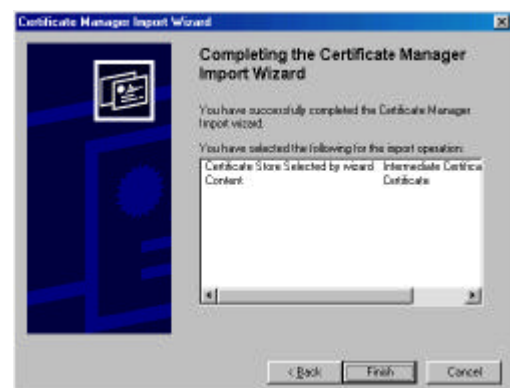 Certificate Manager Import Wizard
Completing the Certificate Manager
Import Wizard
You have successfully completed the Certificate Manager
Import wizard.
You have selected the following for the import operation:
Certificate Store Selected by wizard Intermediate Certifica
Content Certificate
< Back Finish Cancel